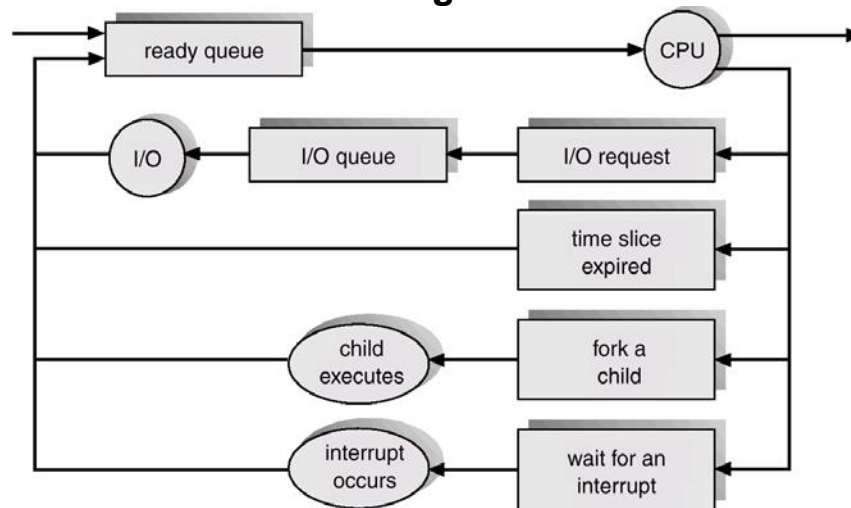 ready queue
CPU
I/O
I/O queue
I/O request
time slice
expired
child
executes
fork a
child
interrupt
occurs
wait for an
interrupt